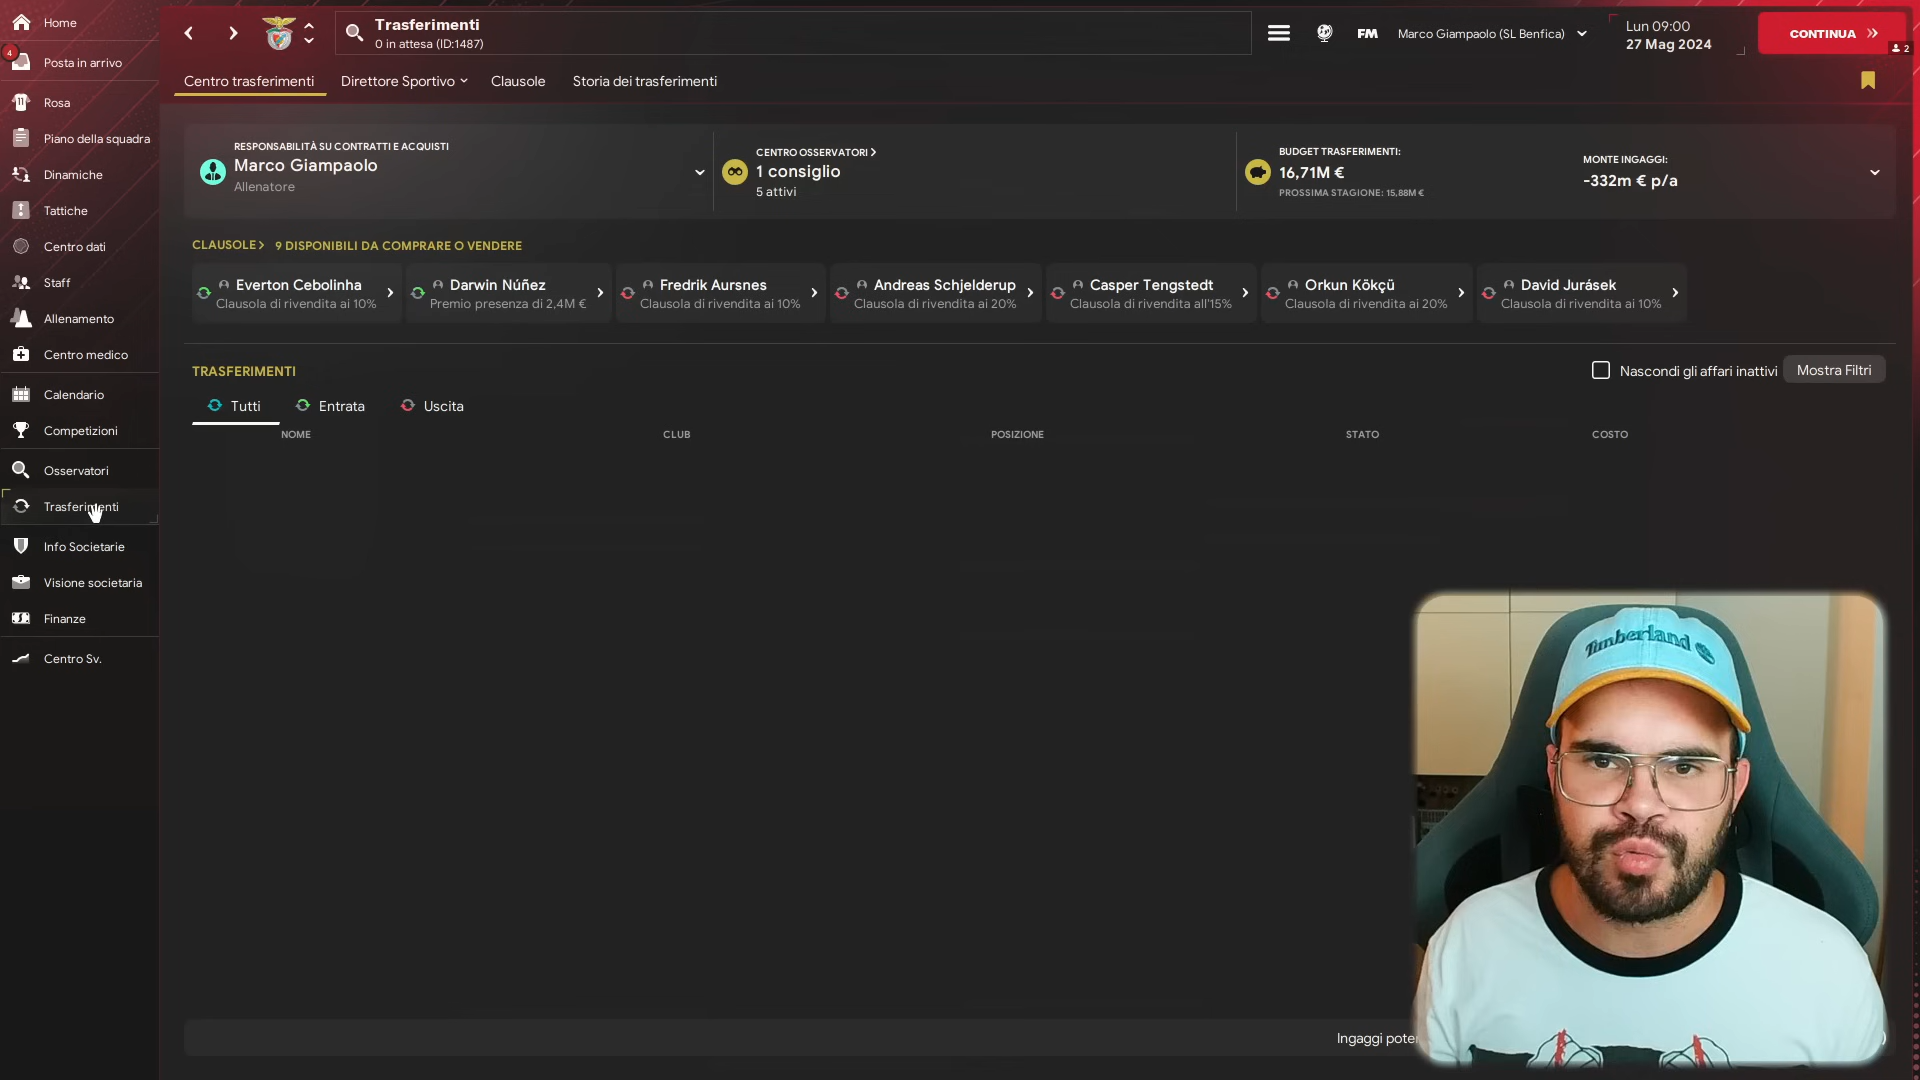 Home
4
Posta in arrivo
Rosa
Piano della squadra
Dinamiche
Tattiche
Centro dati
Staff
Allenamento
Centro medico
Calendario
Competizioni
Osservatori
Trasferimenti
Info Societarie
Visione societaria
Finanze
Centro Sv.
Trasferimenti
0 in attesa (ID:1487)
FM
Marco Giampaolo (SL Benfica)
Lun 09:00
27 Mag 2024
CONTINUA
2
Centro trasferimenti
Direttore Sportivo
Clausole
Storia dei trasferimenti
RESPONSABILITÀ SU CONTRATTI E ACQUISTI
Marco Giampaolo
Allenatore
CENTRO OSSERVATORI >
1 consiglio
5 attivi
BUDGET TRASFERIMENTI:
16,71M €
PROSSIMA STAGIONE: 15,88M €
MONTE INGAGGI:
-332m € p/a
CLAUSOLE > 9 DISPONIBILI DA COMPRARE O VENDERE
Everton Cebolinha
Clausola di rivendita ai 10%
Darwin Núñez
Premio presenza di 2,4M €
Fredrik Aursnes
Clausola di rivendita ai 10%
Andreas Schjelderup
Clausola di rivendita ai 20%
Casper Tengstedt
Clausola di rivendita all'15%
Orkun Kökçü
Clausola di rivendita ai 20%
David Jurásek
Clausola di rivendita ai 10%
TRASFERIMENTI
Nascondi gli affari inattivi
Mostra Filtri
Tutti
Entrata
Uscita
NOME
CLUB
POSIZIONE
STATO
COSTO
Timberland
Ingaggi poten